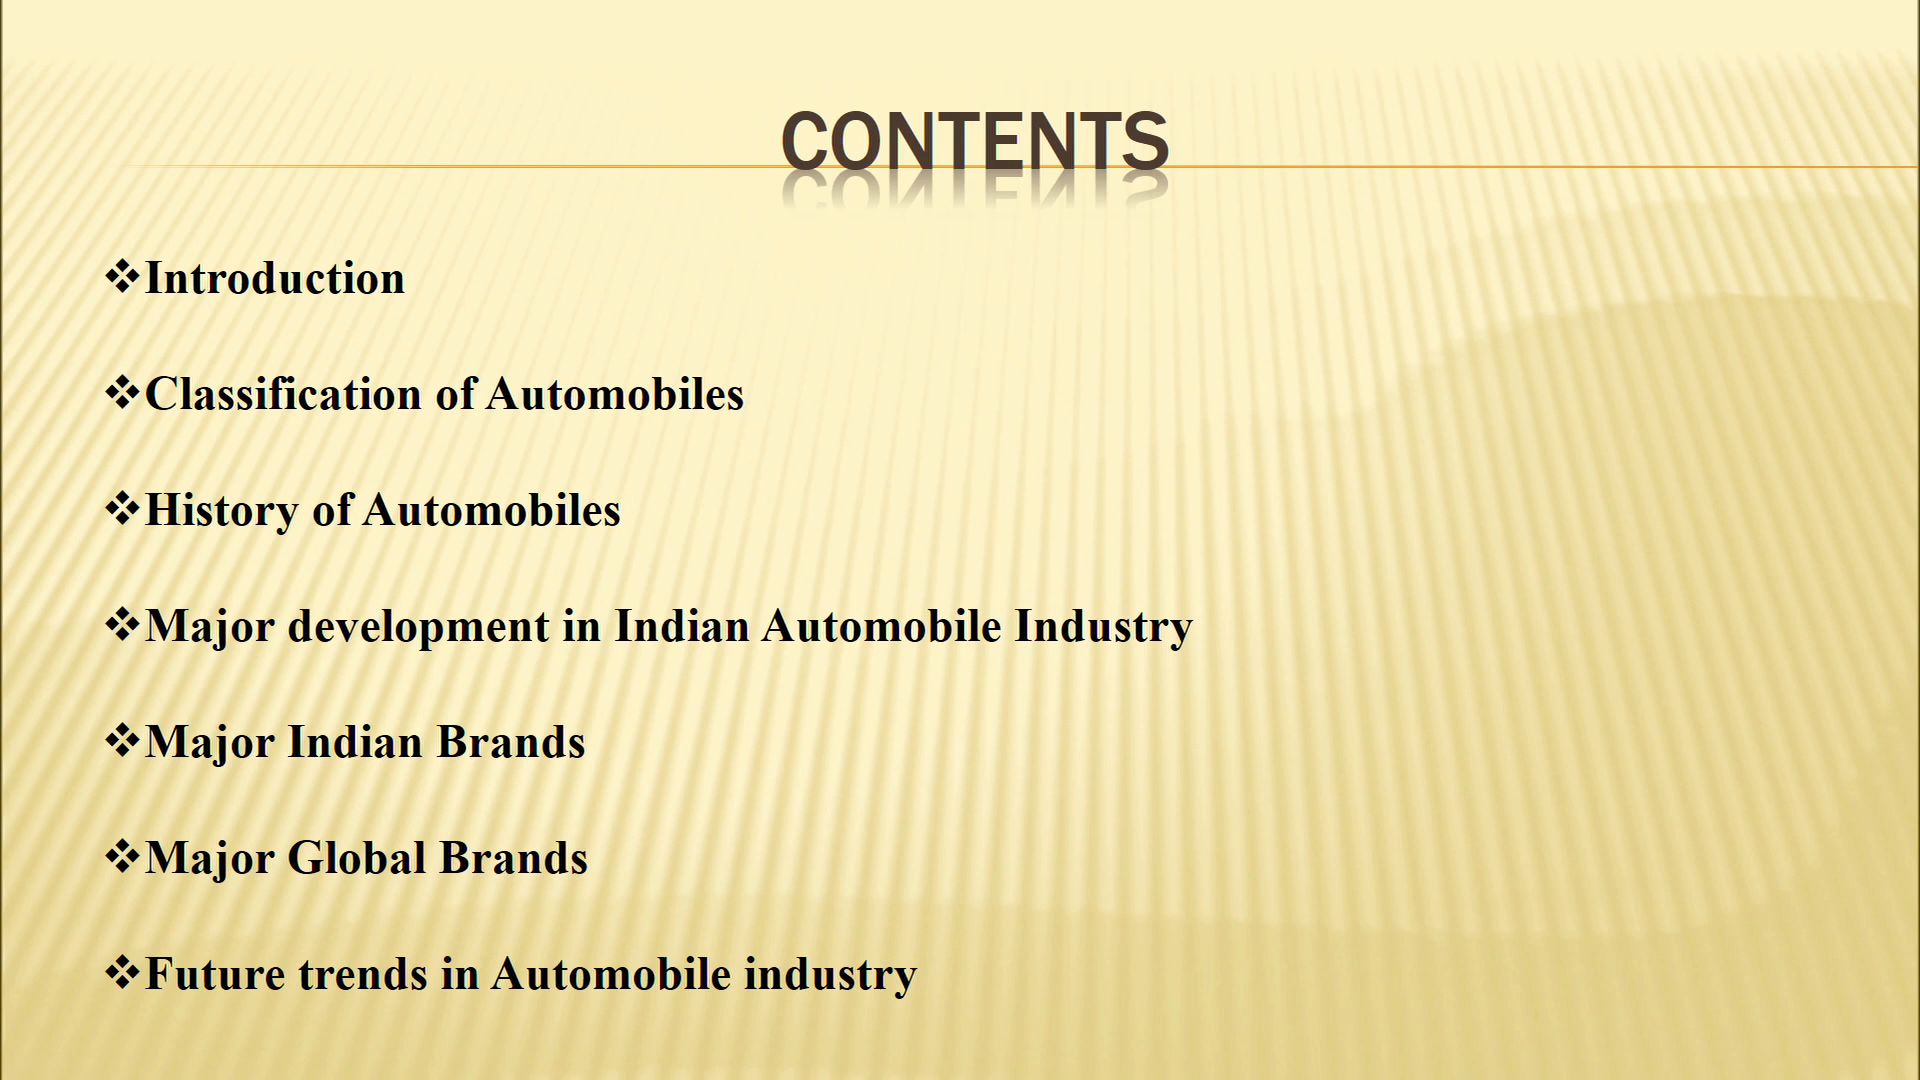 CONTENTS
❖Introduction
❖Classification of Automobiles
❖History of Automobiles
❖Major development in Indian Automobile Industry
❖Major Indian Brands
❖Major Global Brands
❖Future trends in Automobile industry